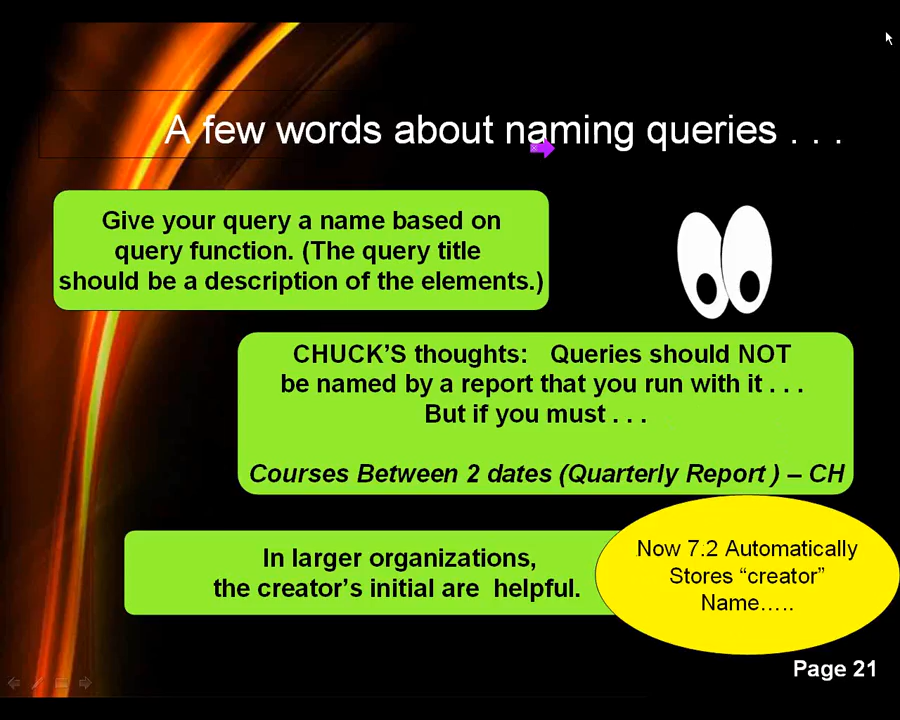 A few words about naming queries . . .
Give your query a name based on
query function. (The query title
should be a description of the elements.)
CHUCK'S thoughts: Queries should NOT
be named by a report that you run with it . . .
But if you must . . .
Courses Between 2 dates (Quarterly Report ) – CH
In larger organizations,
the creator's initial are helpful.
Now 7.2 Automatically
Stores “creator”
Name…..
Page 21